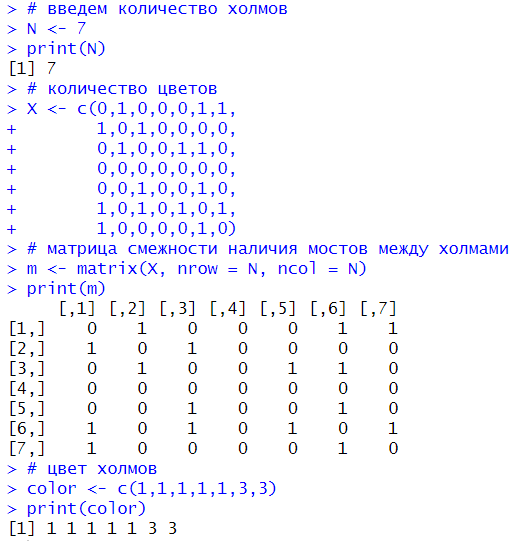 > # введем количество холмов
> N <- 7
> print(N)
[1] 7
> # количество цветов
> X <- c(0,1,0,0,0,1,1,
+        1,0,1,0,0,0,0,
+        0,1,0,0,1,1,0,
+        0,0,0,0,0,0,0,
+        0,0,1,0,0,1,0,
+        1,0,1,0,1,0,1,
+        1,0,0,0,0,1,0)
> # матрица смежности наличия мостов между холмами
> m <- matrix(X, nrow = N, ncol = N)
> print(m)
     [,1] [,2] [,3] [,4] [,5] [,6] [,7]
[1,]    0    1    0    0    0    1    1
[2,]    1    0    1    0    0    0    0
[3,]    0    1    0    0    1    1    0
[4,]    0    0    0    0    0    0    0
[5,]    0    0    1    0    0    1    0
[6,]    1    0    1    0    1    0    1
[7,]    1    0    0    0    0    1    0
> # цвет холмов
> color <- c(1,1,1,1,1,3,3)
> print(color)
[1] 1 1 1 1 1 3 3